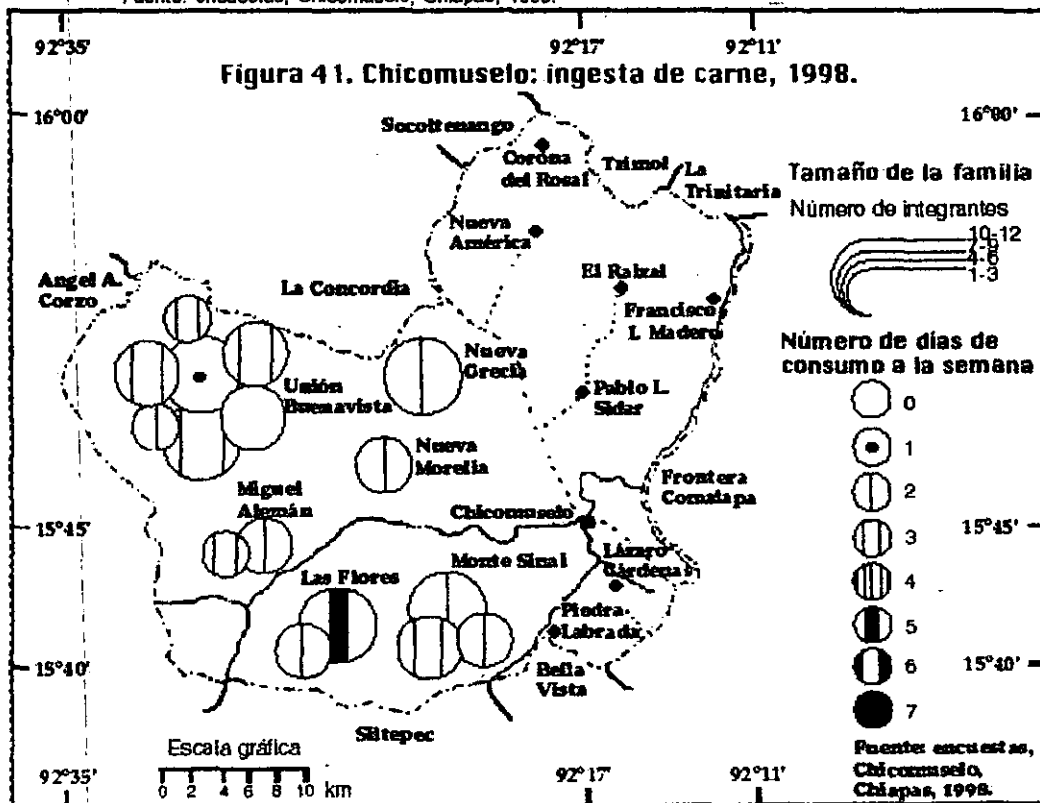 92°35' 92°17' 92°11'
Figura 41. Chicomuselo: ingesta de carne, 1998.
16°00' 16°00'
Socoltenango
Corona
del Rosal
Trimol
La
Trinitaria
Tamaño de la familia
Número de integrantes
10-12
7-9
4-6
1-3
Nueva
América
Angel A.
Corzo
La Concordia
El Raizal
Francisco
I. Madero
Número de días de
consumo a la semana
0
1
2
3
4
5
6
7
Nueva
Grecia
Unión
Buenavista
Pablo L.
Sidar
Nueva
Morelia
Frontera
Comalapa
Miguel
Alemán
Chicomuselo
15°45' 15°45'
Lázaro
Cárdenas
Monte Sinaí
Las Flores
Piedra
Labrada
15°40' 15°40'
Bella
Vista
Siltepec
Escala gráfica
0 2 4 6 8 10 km
Fuente: encuestas,
Chicomuselo,
Chiapas, 1998.
92°35' 92°17' 92°11'